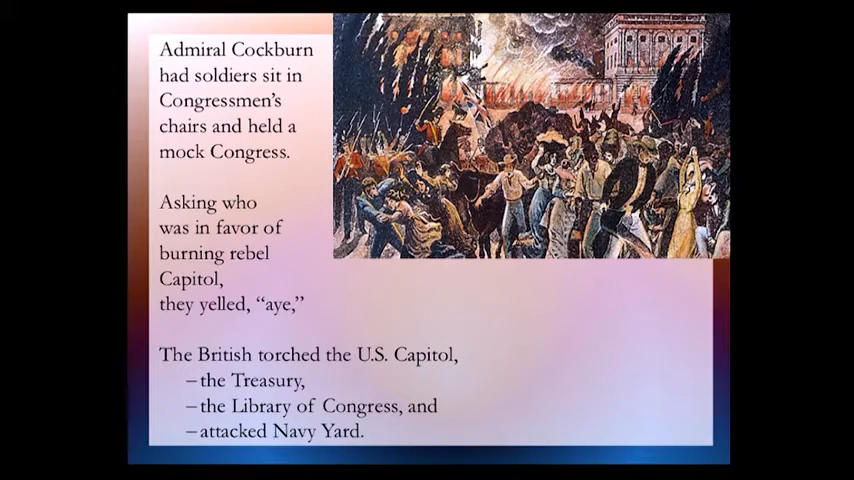 Admiral Cockburn
had soldiers sit in
Congressmen's
chairs and held a
mock Congress.
Asking who
was in favor of
burning rebel
Capitol,
they yelled, “aye,”
The British torched the U.S. Capitol,
– the Treasury,
– the Library of Congress, and
– attacked Navy Yard.